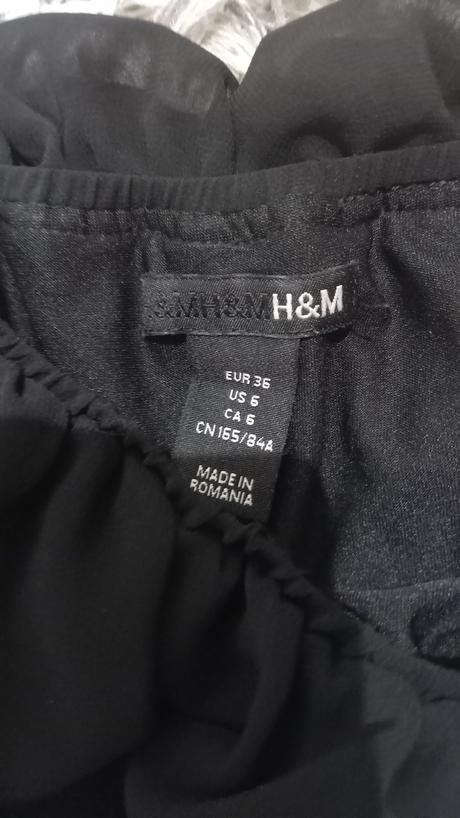 &MH&MH&M
EUR 36
US 6
CA 6
CN 165/84A
MADE IN
ROMANIA